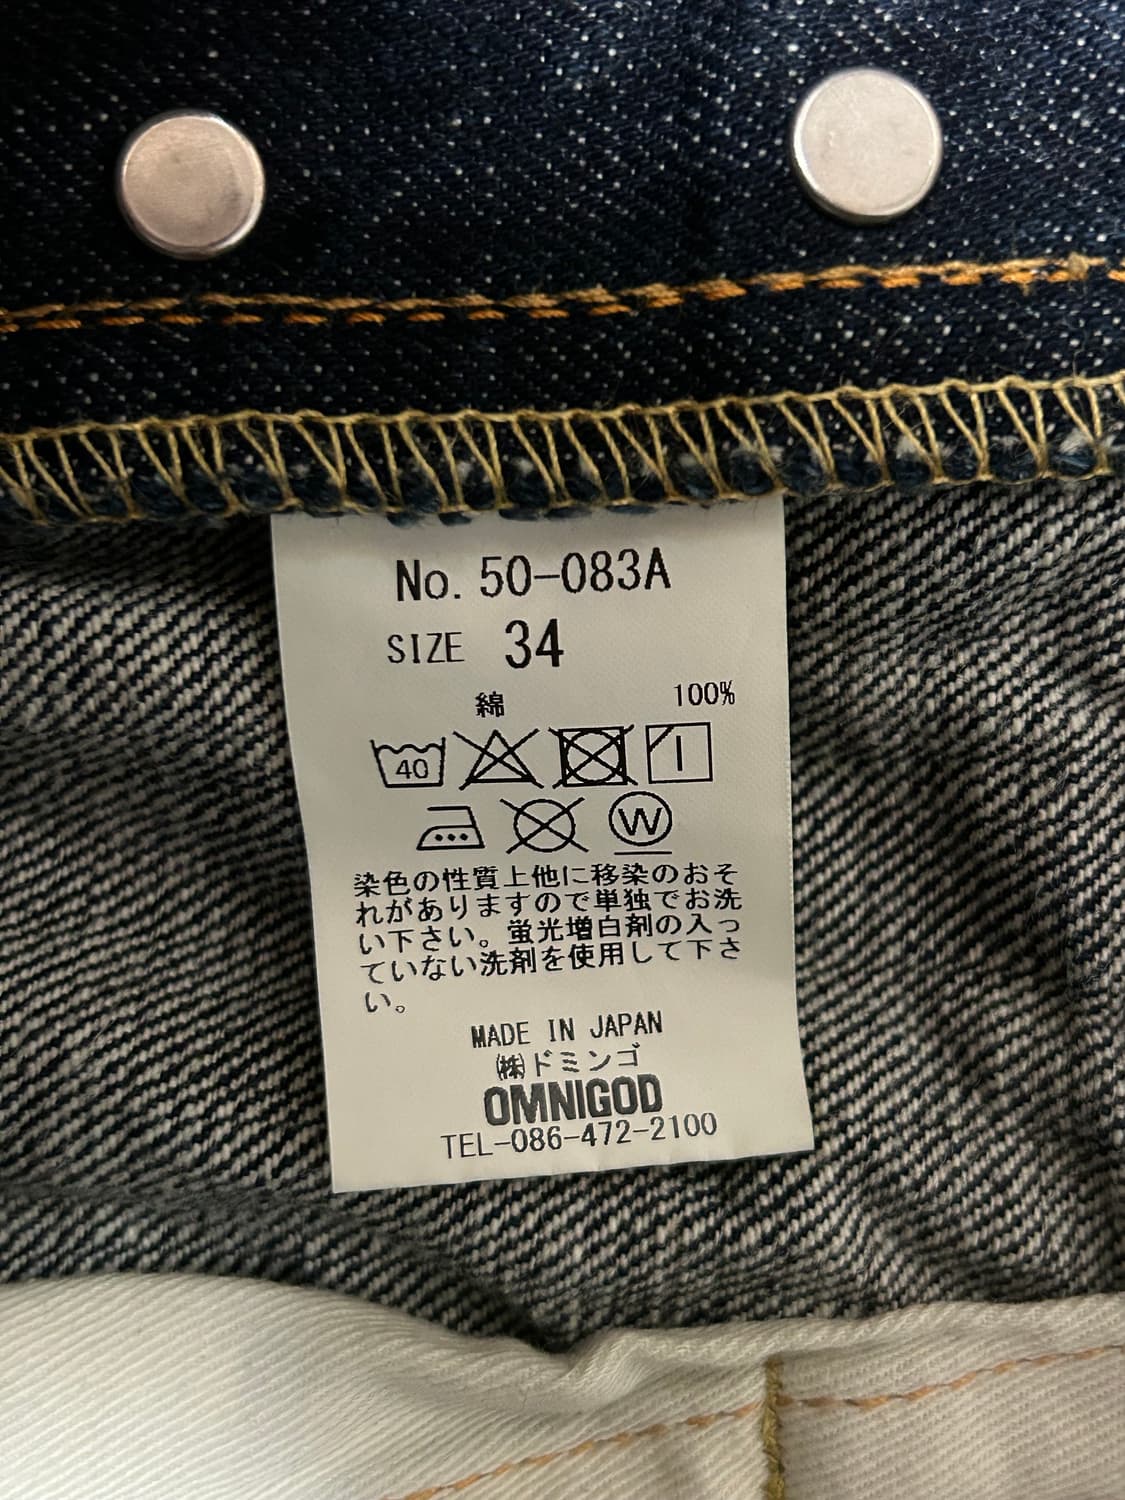 No. 50-083A
SIZE 34
綿 100%
40
W
染色の性質上他に移染のおそ
れがありますので単独でお洗
い下さい。蛍光増白剤の入っ
ていない洗剤を使用して下さ
い。
MADE IN JAPAN
㈱ドミンゴ
OMNIGOD
TEL-086-472-2100